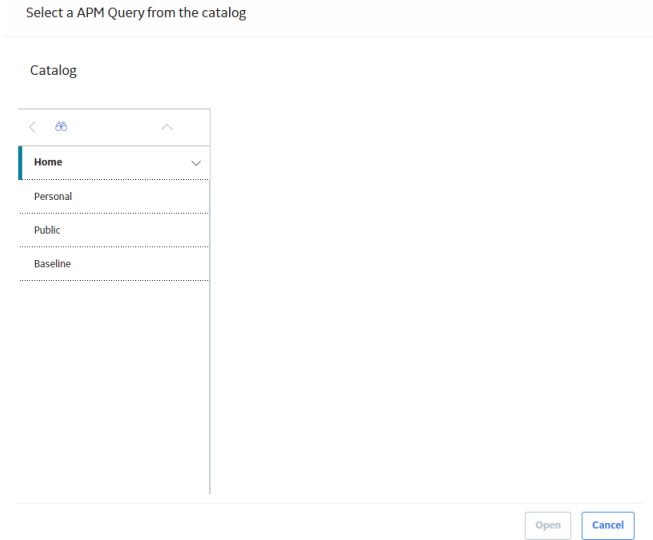 Select a APM Query from the catalog
Catalog
Home
Personal
Public
Baseline
Open
Cancel